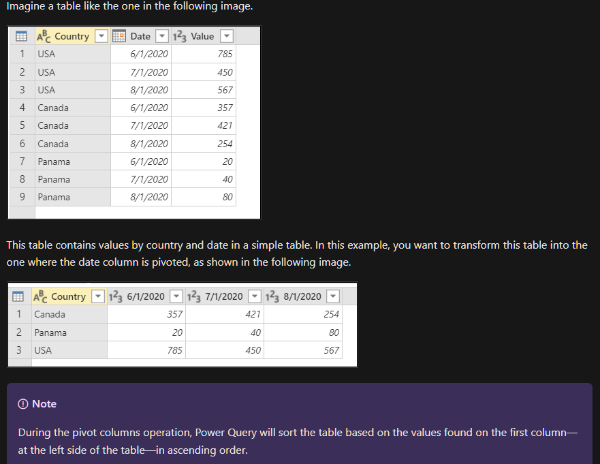 Imagine a table like the one in the following image.
ABC Country Date 123 Value
1 USA 6/1/2020 785
2 USA 7/1/2020 450
3 USA 8/1/2020 567
4 Canada 6/1/2020 357
5 Canada 7/1/2020 421
6 Canada 8/1/2020 254
7 Panama 6/1/2020 20
8 Panama 7/1/2020 40
9 Panama 8/1/2020 80
This table contains values by country and date in a simple table. In this example, you want to transform this table into the
one where the date column is pivoted, as shown in the following image.
ABC Country 123 6/1/2020 123 7/1/2020 123 8/1/2020
1 Canada 357 421 254
2 Panama 20 40 80
3 USA 785 450 567
Note
During the pivot columns operation, Power Query will sort the table based on the values found on the first column—
at the left side of the table—in ascending order.